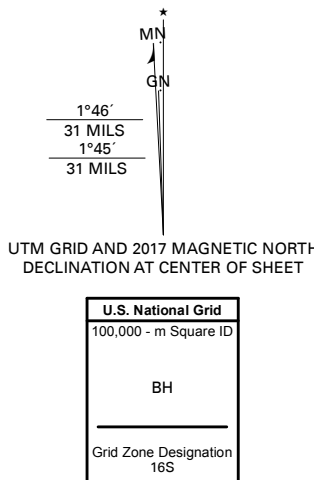 ★
MN
GN
1°46´
31 MILS
1°45´
31 MILS
UTM GRID AND 2017 MAGNETIC NORTH
DECLINATION AT CENTER OF SHEET
U.S. National Grid
100,000 - m Square ID
BH
Grid Zone Designation
16S